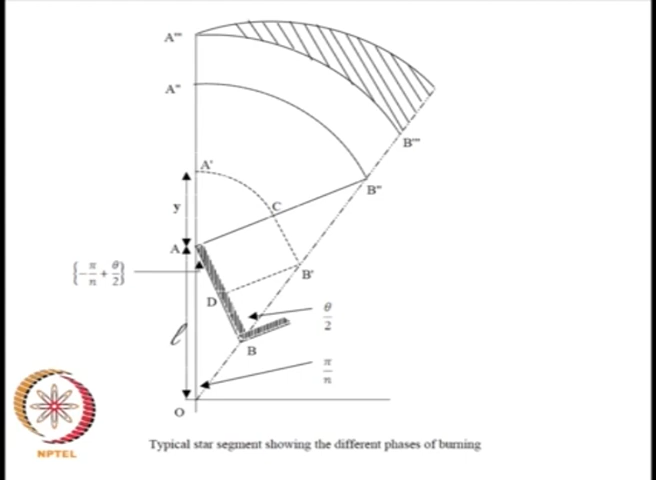 A'''
A''
A'
B'''
B''
C
y
A
{-π/n + θ/2}
B'
D
θ/2
ℓ
B
π/n
O
NPTEL
Typical star segment showing the different phases of burning